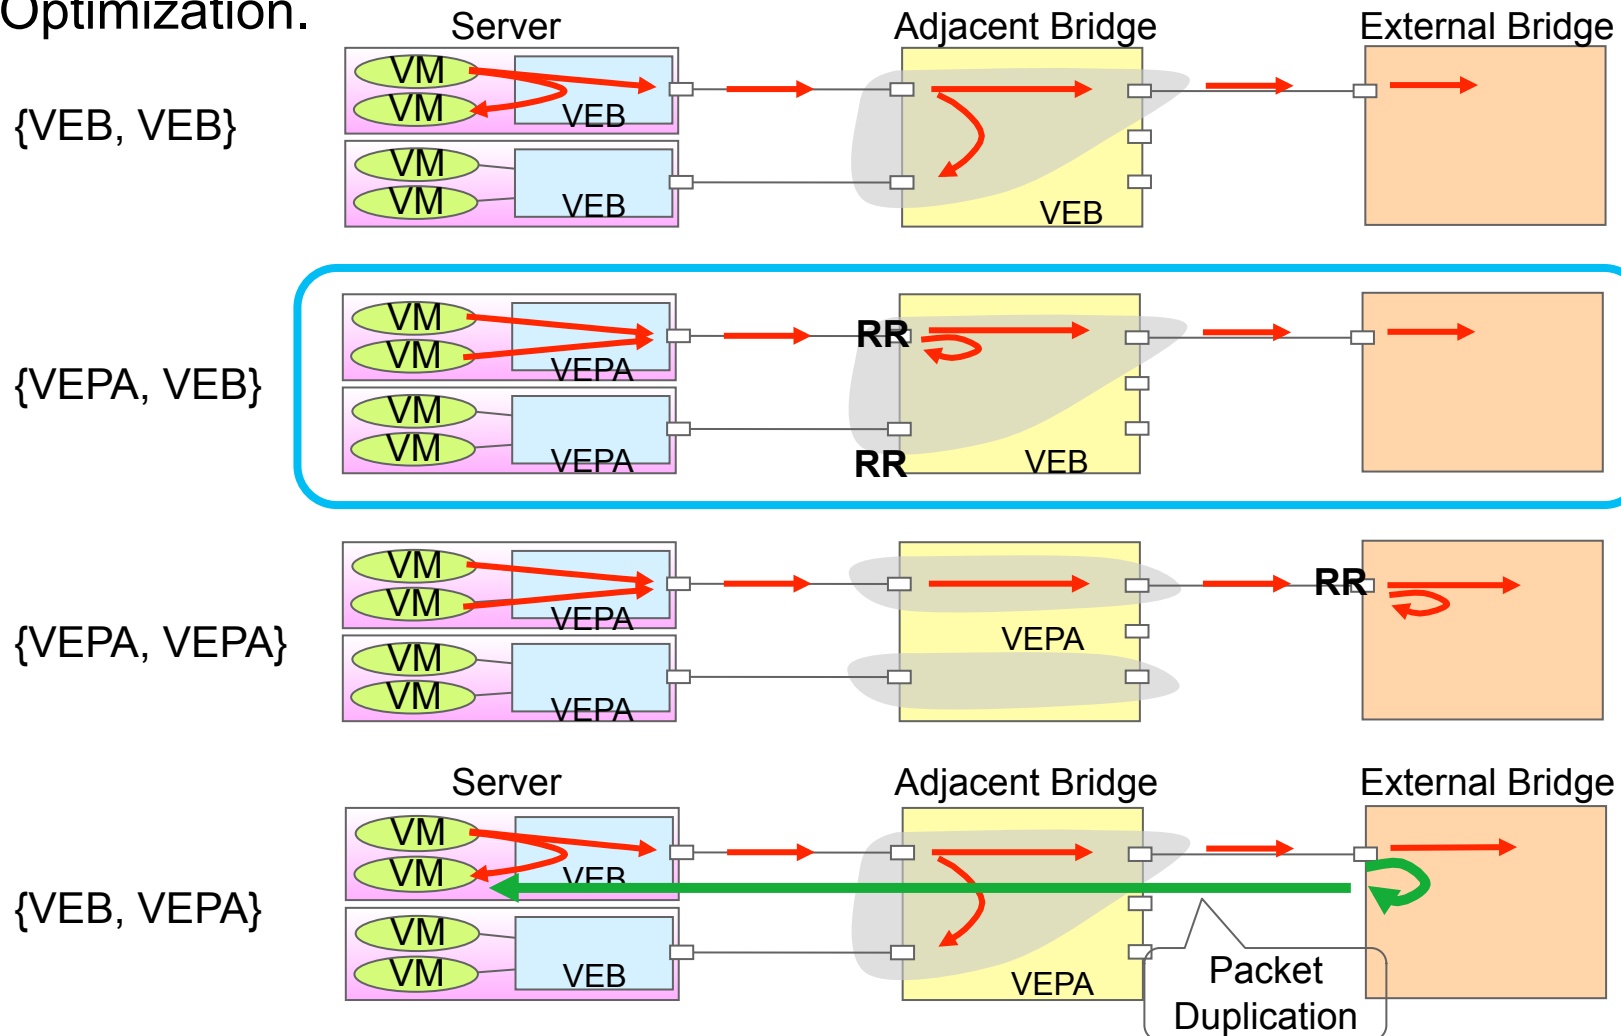 Optimization.
Server Adjacent Bridge External Bridge
{VEB, VEB}
VM
VM
VEB
VM
VM
VEB
VEB
{VEPA, VEB}
VM
VM
VEPA
RR
VM
VM
VEPA
RR
VEB
{VEPA, VEPA}
VM
VM
VEPA
RR
VEPA
VM
VM
VEPA
Server Adjacent Bridge External Bridge
{VEB, VEPA}
VM
VM
VEB
VM
VM
VEB
VEPA
Packet
Duplication